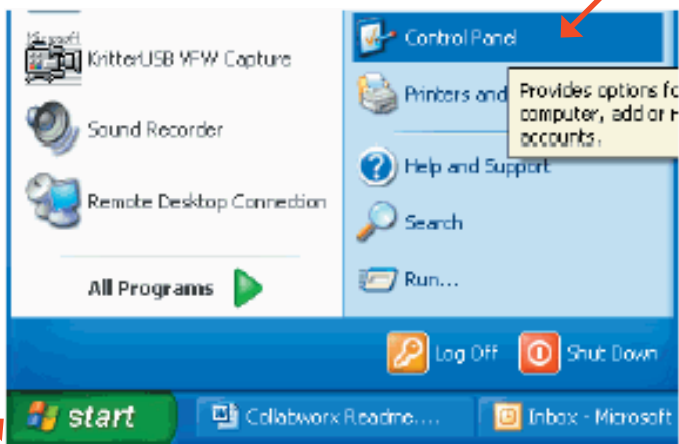 Microsoft
KritterUSB VFW Capture
Sound Recorder
Remote Desktop Connection
All Programs
Control Panel
Printers and
Provides options fo
computer, add or r
accounts.
Help and Support
Search
Run...
Log Off
Shut Down
start
Collabworx Readme....
Inbox - Microsoft